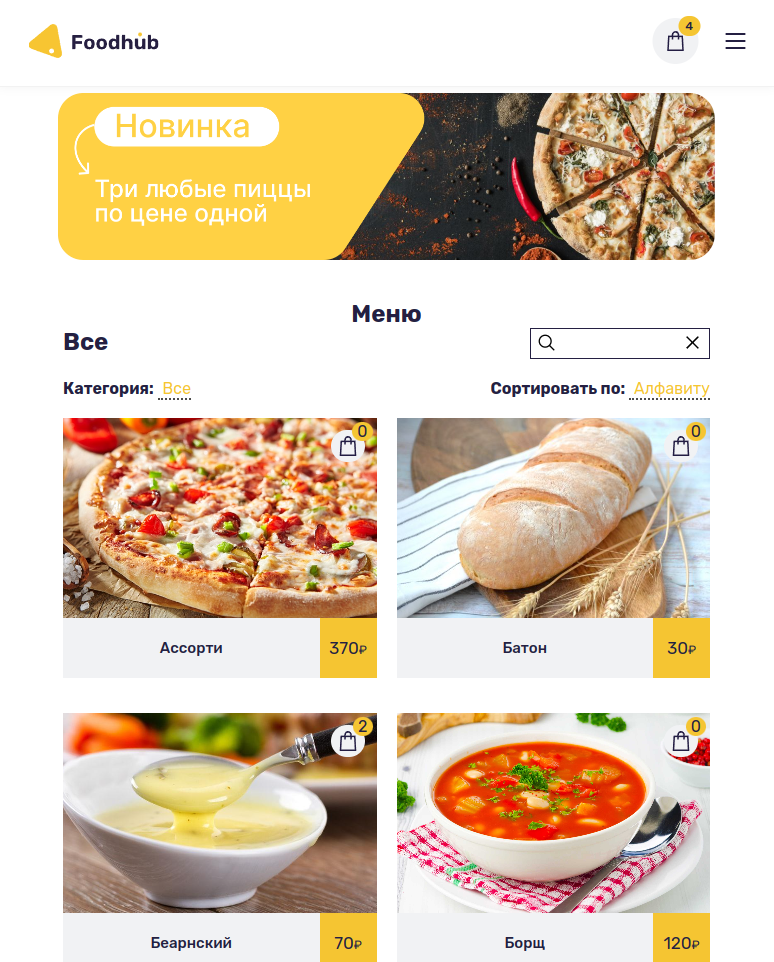 Foodhub
4
Новинка
Три любые пиццы
по цене одной
Меню
Все
Категория: Все
Сортировать по: Алфавиту
0
0
Ассорти
370₽
Батон
30₽
2
0
Беарнский
70₽
Борщ
120₽